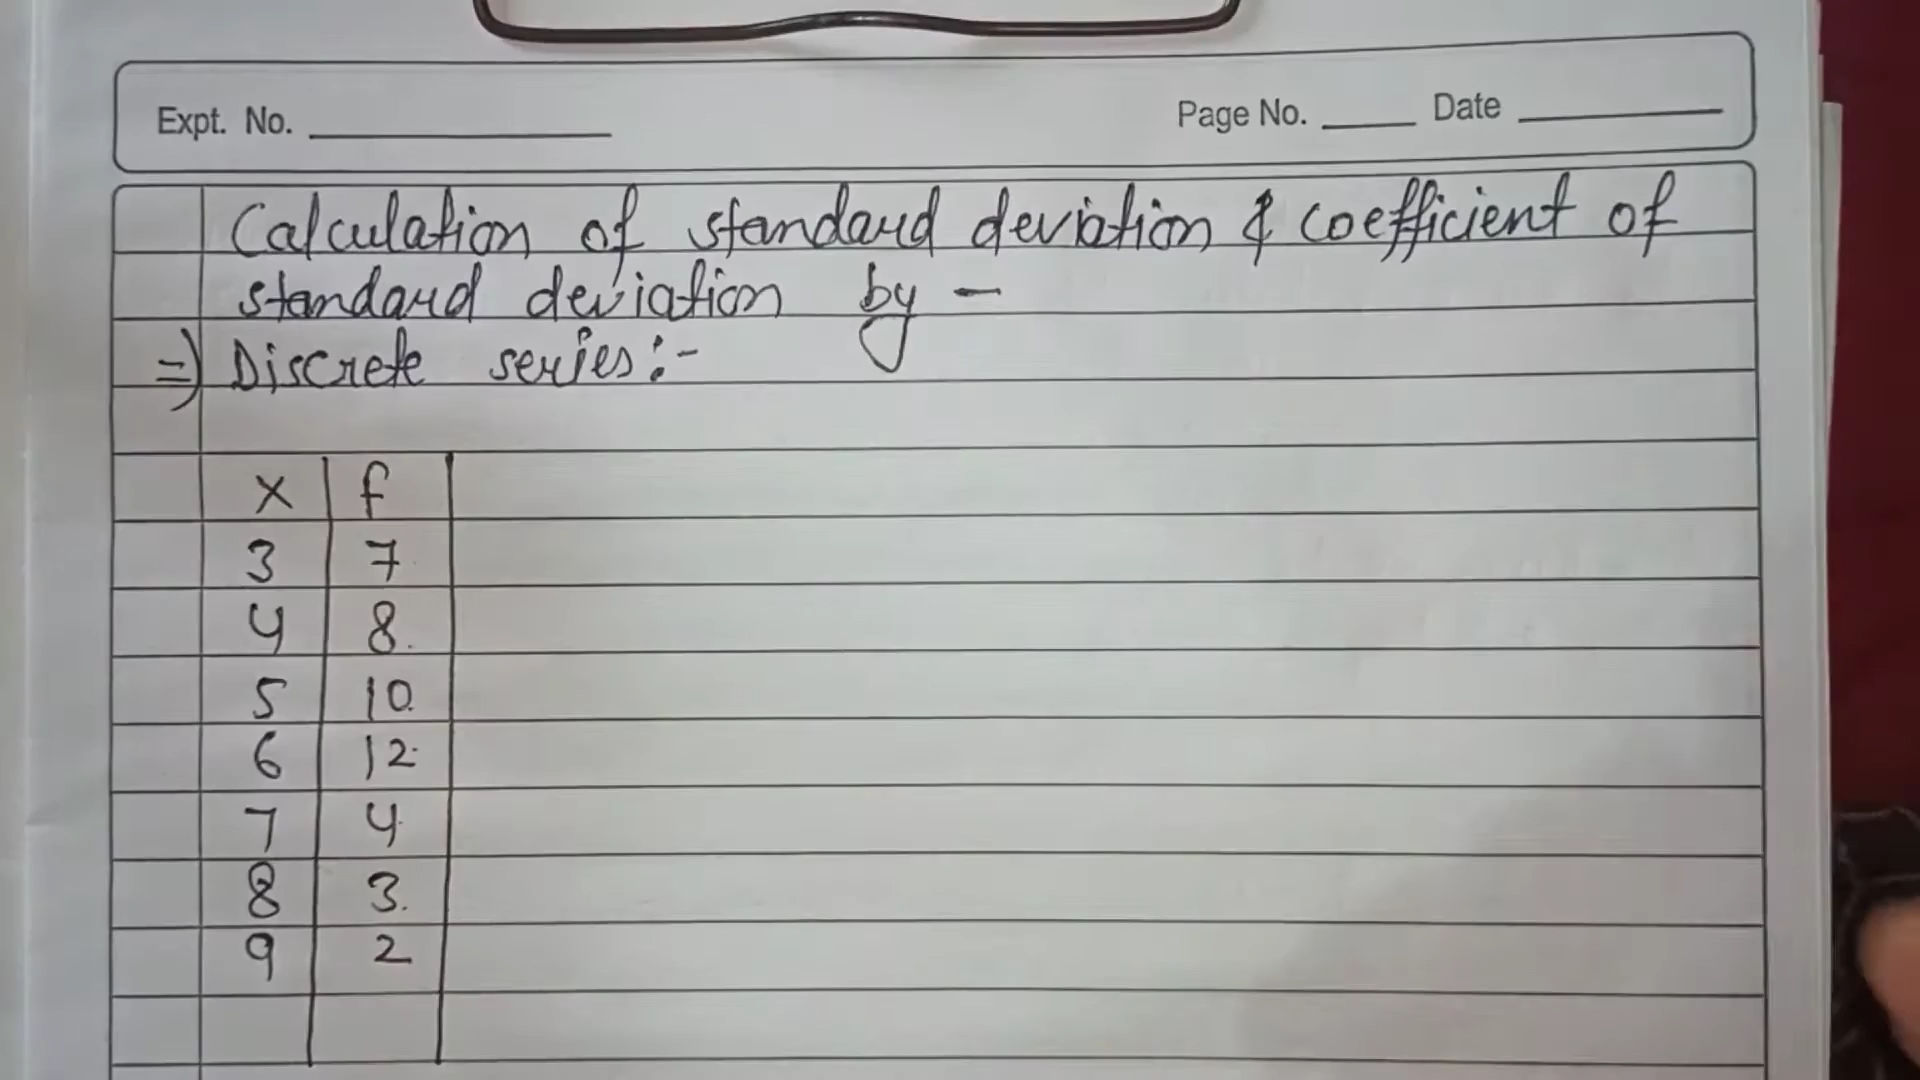 Expt. No. Page No. Date
Calculation of standard deviation & coefficient of
standard deviation by -
=) Discrete series:-
X f
3 7
4 8
5 10
6 12
7 4
8 3
9 2